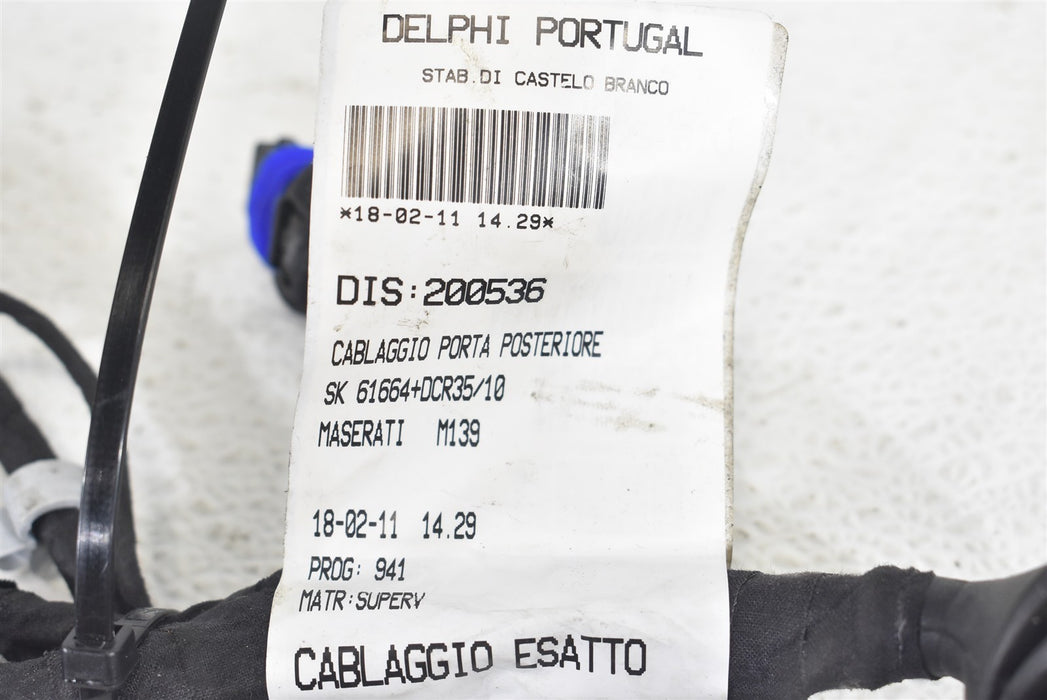 DELPHI PORTUGAL
STAB.DI CASTELO BRANCO
*18-02-11 14.29*
DIS:200536
CABLAGGIO PORTA POSTERIORE
SK 61664+DCR35/10
MASERATI M139
18-02-11 14.29
PROG: 941
MATR:SUPERV
CABLAGGIO ESATTO